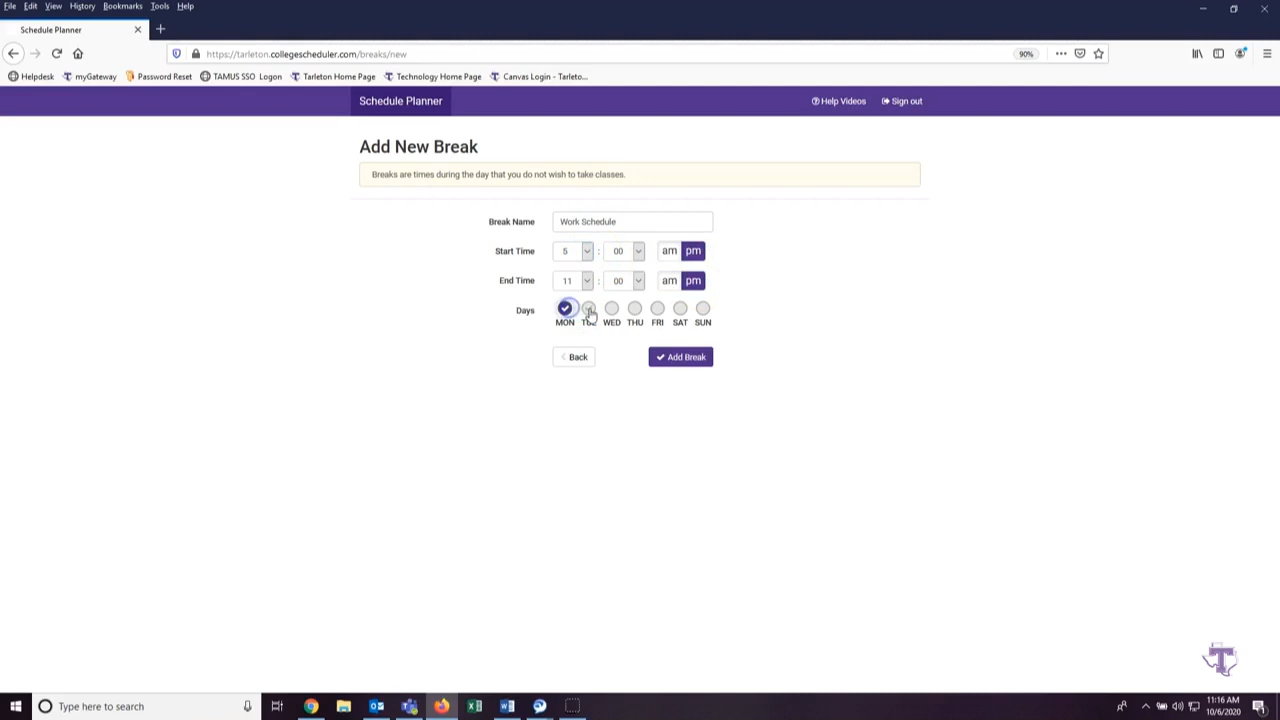 File Edit View History Bookmarks Tools Help
Schedule Planner
https://tarleton.collegescheduler.com/breaks/new
90%
Helpdesk myGateway Password Reset TAMUS SSO Logon Tarleton Home Page Technology Home Page Canvas Login - Tarleto...
Schedule Planner Help Videos Sign out
Add New Break
Breaks are times during the day that you do not wish to take classes.
Break Name Work Schedule
Start Time 5 : 00 am pm
End Time 11 : 00 am pm
Days
MON TUE WED THU FRI SAT SUN
Back Add Break
T
Type here to search
11:16 AM
10/6/2020